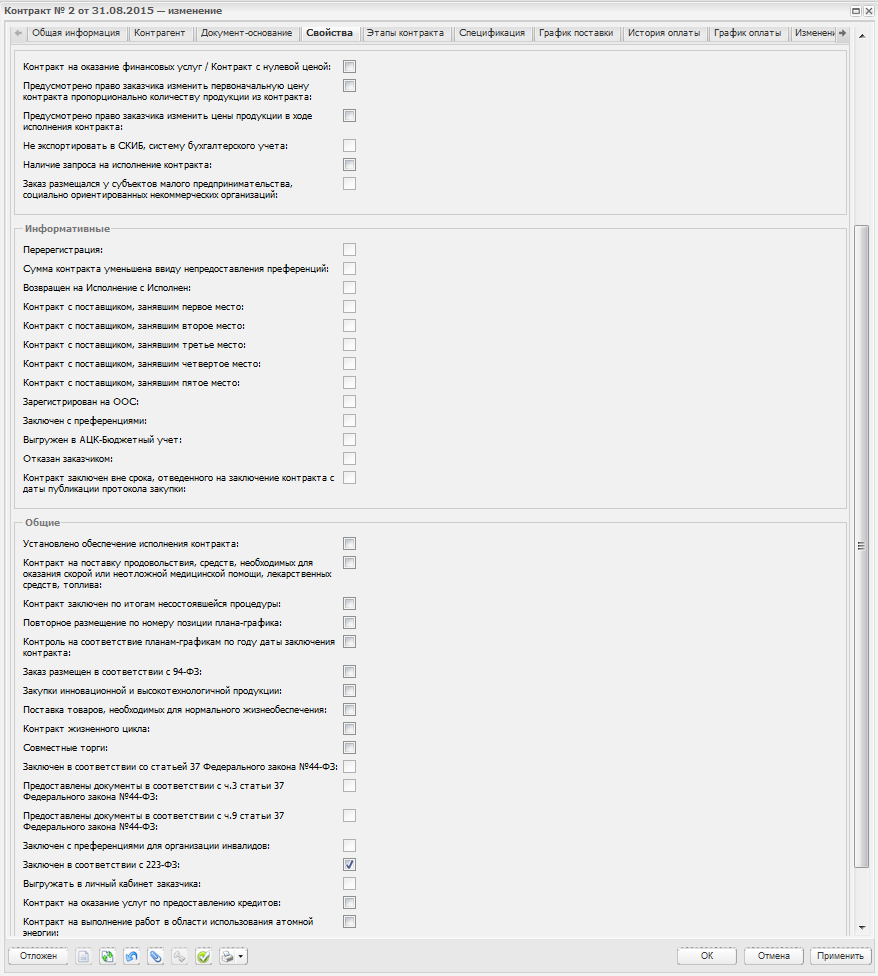 Контракт № 2 от 31.08.2015 — изменение
Общая информация
Контрагент
Документ-основание
Свойства
Этапы контракта
Спецификация
График поставки
История оплаты
График оплаты
Изменени
Контракт на оказание финансовых услуг / Контракт с нулевой ценой:
Предусмотрено право заказчика изменить первоначальную цену
контракта пропорционально количеству продукции из контракта:
Предусмотрено право заказчика изменить цены продукции в ходе
исполнения контракта:
Не экспортировать в СКИБ, систему бухгалтерского учета:
Наличие запроса на исполнение контракта:
Заказ размещался у субъектов малого предпринимательства,
социально ориентированных некоммерческих организаций:
Информативные
Перерегистрация:
Сумма контракта уменьшена ввиду непредоставления преференций:
Возвращен на Исполнение с Исполнен:
Контракт с поставщиком, занявшим первое место:
Контракт с поставщиком, занявшим второе место:
Контракт с поставщиком, занявшим третье место:
Контракт с поставщиком, занявшим четвертое место:
Контракт с поставщиком, занявшим пятое место:
Зарегистрирован на ООС:
Заключен с преференциями:
Выгружен в АЦК-Бюджетный учет:
Отказан заказчиком:
Контракт заключен вне срока, отведенного на заключение контракта с
даты публикации протокола закупки:
Общие
Установлено обеспечение исполнения контракта:
Контракт на поставку продовольствия, средств, необходимых для
оказания скорой или неотложной медицинской помощи, лекарственных
средств, топлива:
Контракт заключен по итогам несостоявшейся процедуры:
Повторное размещение по номеру позиции плана-графика:
Контроль на соответствие планам-графикам по году даты заключения
контракта:
Заказ размещен в соответствии с 94-ФЗ:
Закупки инновационной и высокотехнологичной продукции:
Поставка товаров, необходимых для нормального жизнеобеспечения:
Контракт жизненного цикла:
Совместные торги:
Заключен в соответствии со статьей 37 Федерального закона №44-ФЗ:
Предоставлены документы в соответствии с ч.3 статьи 37
Федерального закона №44-ФЗ:
Предоставлены документы в соответствии с ч.9 статьи 37
Федерального закона №44-ФЗ:
Заключен с преференциями для организации инвалидов:
Заключен в соответствии с 223-ФЗ:
Выгружать в личный кабинет заказчика:
Контракт на оказание услуг по предоставлению кредитов:
Контракт на выполнение работ в области использования атомной
энергии:
Отложен
ОК
Отмена
Применить